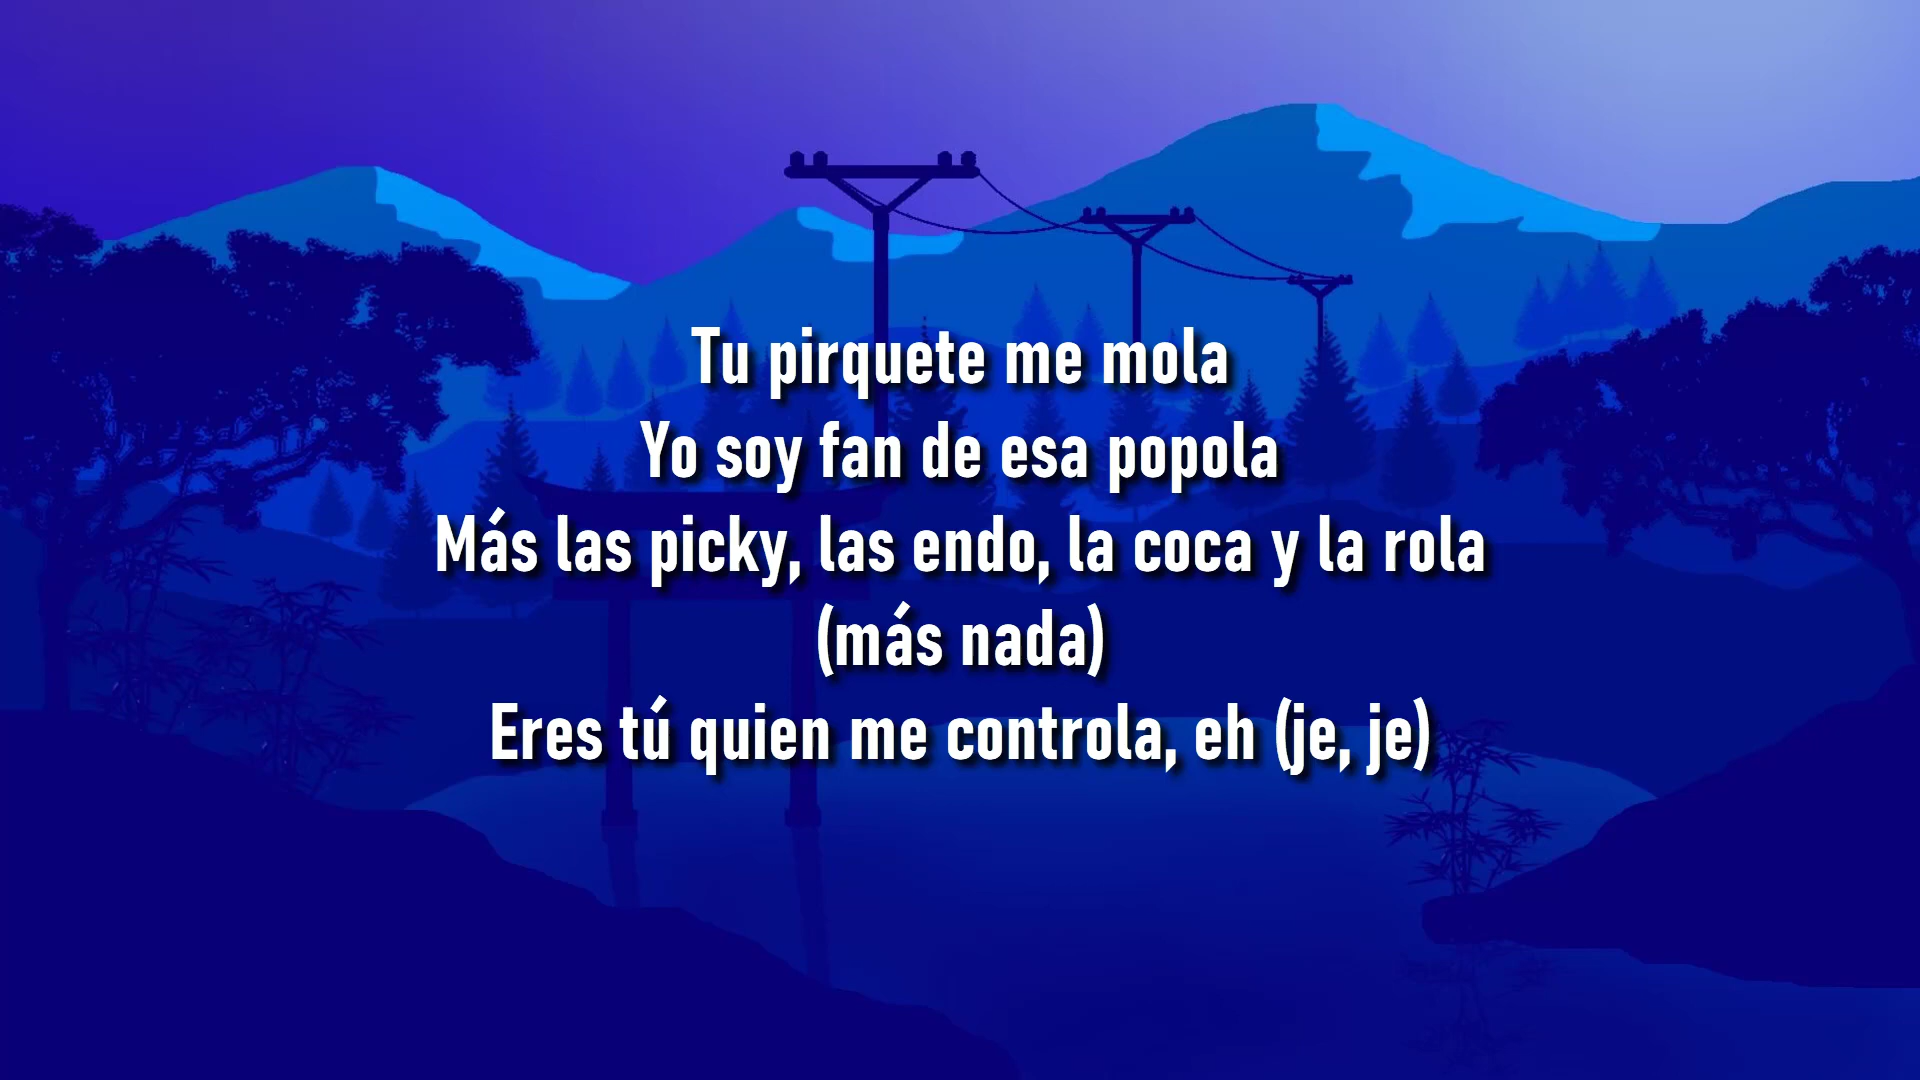 Tu pirquete me mola
Yo soy fan de esa popola
Más las picky, las endo, la coca y la rola
(más nada)
Eres tú quien me controla, eh (je, je)